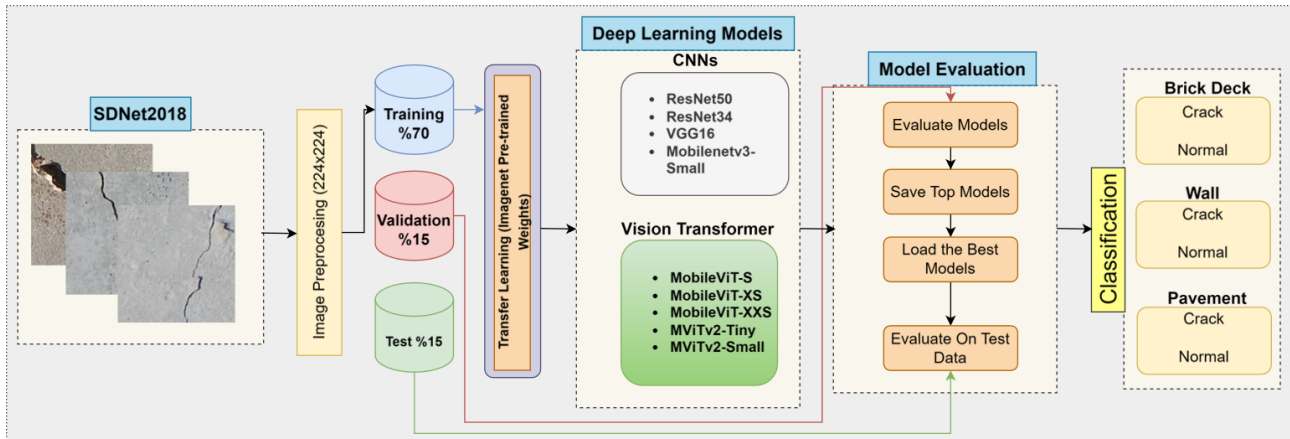 SDNet2018
Image Preprocesing (224x224)
Training
%70
Validation
%15
Test %15
Transfer Learning (Imagenet Pre-trained
Weights)
Deep Learning Models
CNNs
• ResNet50
• ResNet34
• VGG16
• Mobilenetv3-
Small
Vision Transformer
• MobileViT-S
• MobileViT-XS
• MobileViT-XXS
• MViTv2-Tiny
• MViTv2-Small
Model Evaluation
Evaluate Models
Save Top Models
Load the Best
Models
Evaluate On Test
Data
Classification
Brick Deck
Crack
Normal
Wall
Crack
Normal
Pavement
Crack
Normal